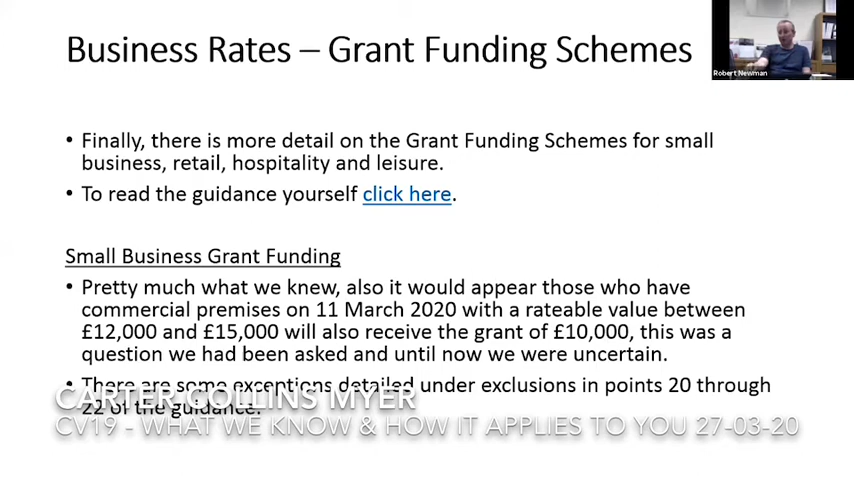 Business Rates – Grant Funding Schemes
Robert Newman
• Finally, there is more detail on the Grant Funding Schemes for small
business, retail, hospitality and leisure.
• To read the guidance yourself click here.
Small Business Grant Funding
• Pretty much what we knew, also it would appear those who have
commercial premises on 11 March 2020 with a rateable value between
£12,000 and £15,000 will also receive the grant of £10,000, this was a
question we had been asked and until now we were uncertain.
• There are some exceptions detailed under exclusions in points 20 through
22 of the guidance.
CARTER COLLINS MYER
CV19 - WHAT WE KNOW & HOW IT APPLIES TO YOU 27-03-20